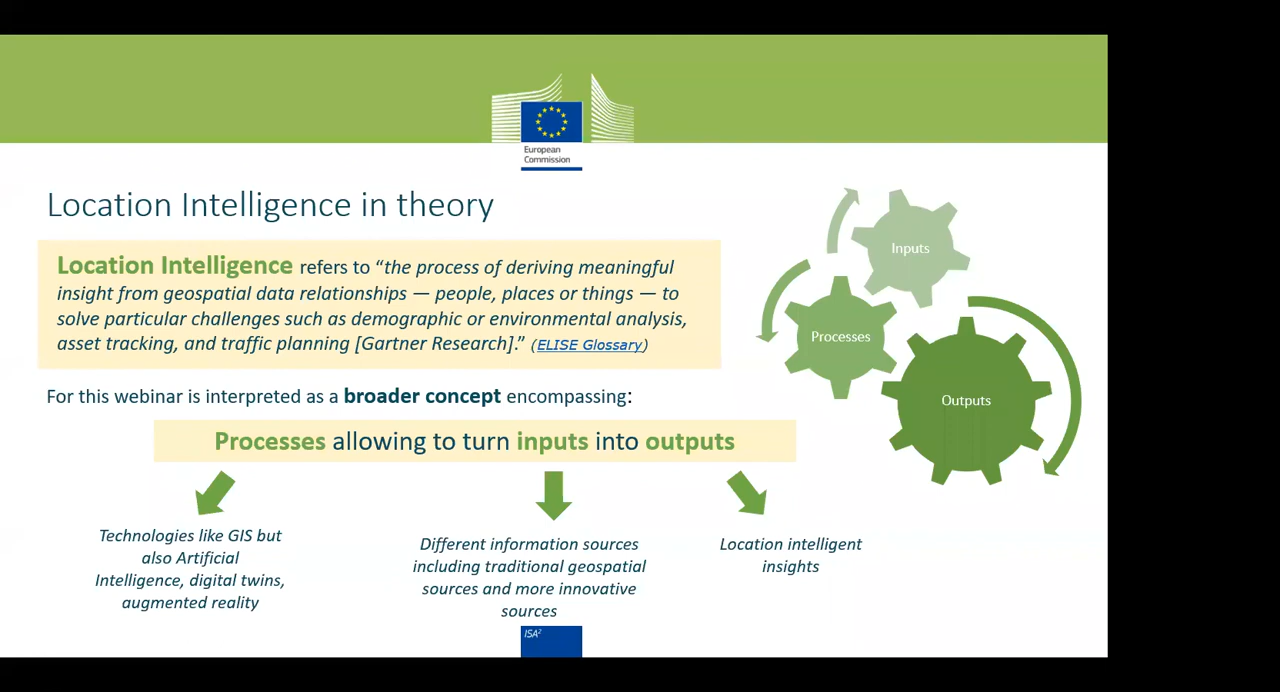 European
Commission
Location Intelligence in theory
Location Intelligence refers to “the process of deriving meaningful
insight from geospatial data relationships — people, places or things — to
solve particular challenges such as demographic or environmental analysis,
asset tracking, and traffic planning [Gartner Research].” (ELISE Glossary)
For this webinar is interpreted as a broader concept encompassing:
Processes allowing to turn inputs into outputs
Technologies like GIS but
also Artificial
Intelligence, digital twins,
augmented reality
Different information sources
including traditional geospatial
sources and more innovative
sources
Location intelligent
insights
Inputs
Processes
Outputs
ISA²